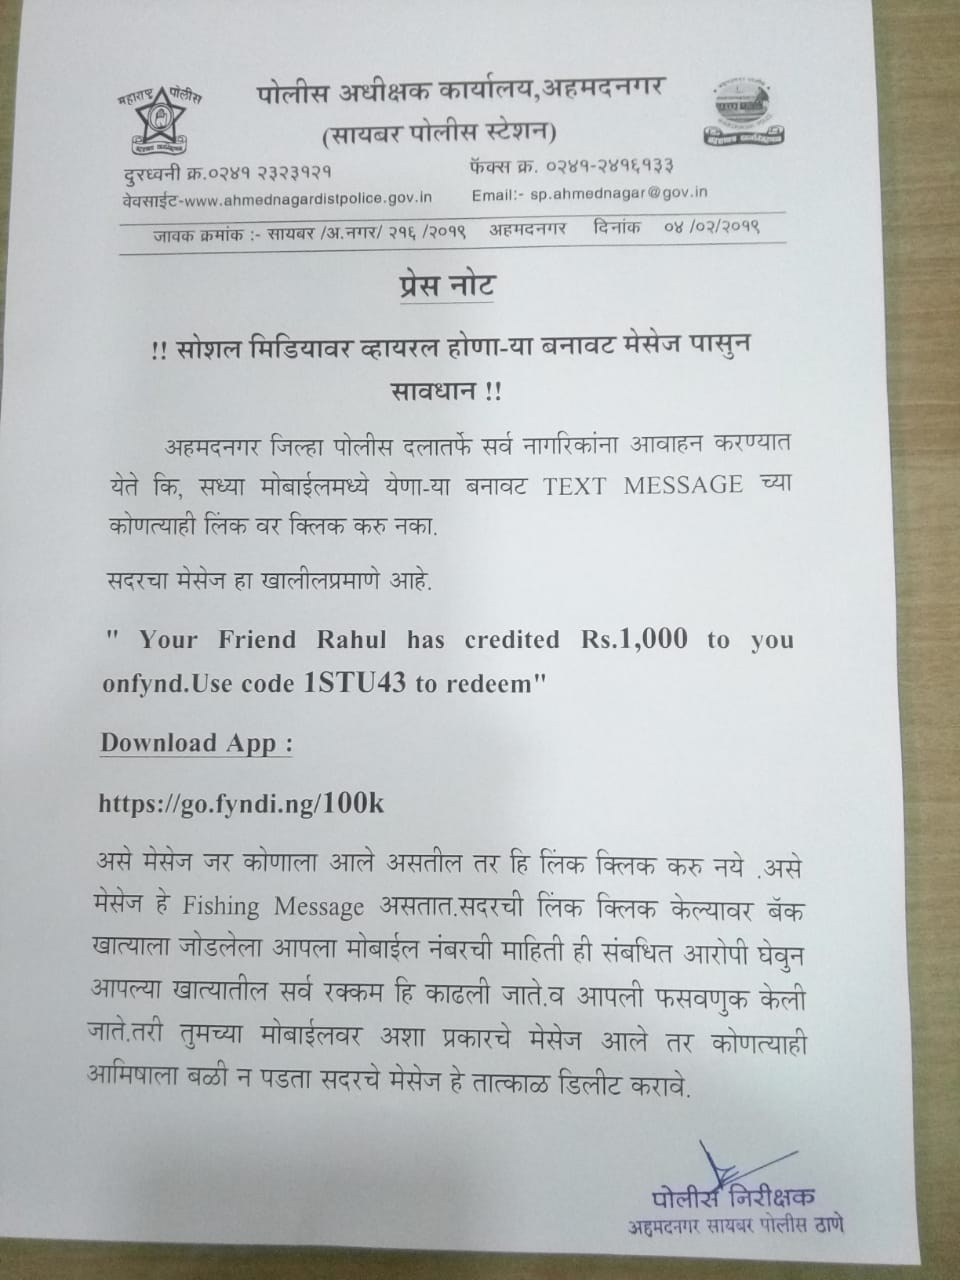 महाराष्ट्र पोलीस
पोलीस अधीक्षक कार्यालय,अहमदनगर
(सायबर पोलीस स्टेशन)
दुरध्वनी क्र.०२४१ २३२३१२१ फॅक्स क्र. ०२४१-२४१६१३३
वेवसाईट-www.ahmednagardistpolice.gov.in Email:- sp.ahmednagar@gov.in
जावक क्रमांक :- सायबर /अ.नगर/ २१६ /२०१९ अहमदनगर दिनांक ०४ /०२/२०१९
प्रेस नोट
!! सोशल मिडियावर व्हायरल होणा-या बनावट मेसेज पासुन
सावधान !!
अहमदनगर जिल्हा पोलीस दलातर्फे सर्व नागरिकांना आवाहन करण्यात
येते कि, सध्या मोबाईलमध्ये येणा-या बनावट TEXT MESSAGE च्या
कोणत्याही लिंक वर क्लिक करु नका.
सदरचा मेसेज हा खालीलप्रमाणे आहे.
" Your Friend Rahul has credited Rs.1,000 to you
onfynd.Use code 1STU43 to redeem"
Download App :
https://go.fyndi.ng/100k
असे मेसेज जर कोणाला आले असतील तर हि लिंक क्लिक करु नये .असे
मेसेज हे Fishing Message असतात.सदरची लिंक क्लिक केल्यावर बॅक
खात्याला जोडलेला आपला मोबाईल नंबरची माहिती ही संबधित आरोपी घेवुन
आपल्या खात्यातील सर्व रक्कम हि काढली जाते.व आपली फसवणुक केली
जाते.तरी तुमच्या मोबाईलवर अशा प्रकारचे मेसेज आले तर कोणत्याही
आमिषाला बळी न पडता सदरचे मेसेज हे तात्काळ डिलीट करावे.
पोलीस निरीक्षक
अहमदनगर सायबर पोलीस ठाणे